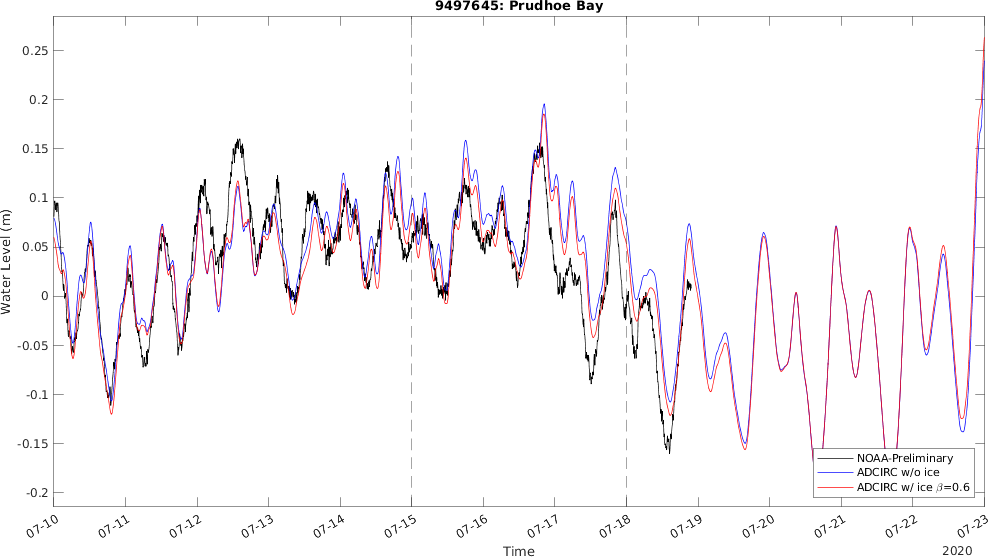 9497645: Prudhoe Bay
0.25
0.2
0.15
0.1
0.05
0
-0.05
-0.1
-0.15
-0.2
Water Level (m)
NOAA-Preliminary
ADCIRC w/o ice
ADCIRC w/ ice β=0.6
07-10 07-11 07-12 07-13 07-14 07-15 07-16 07-17 07-18 07-19 07-20 07-21 07-22 07-23
Time
2020